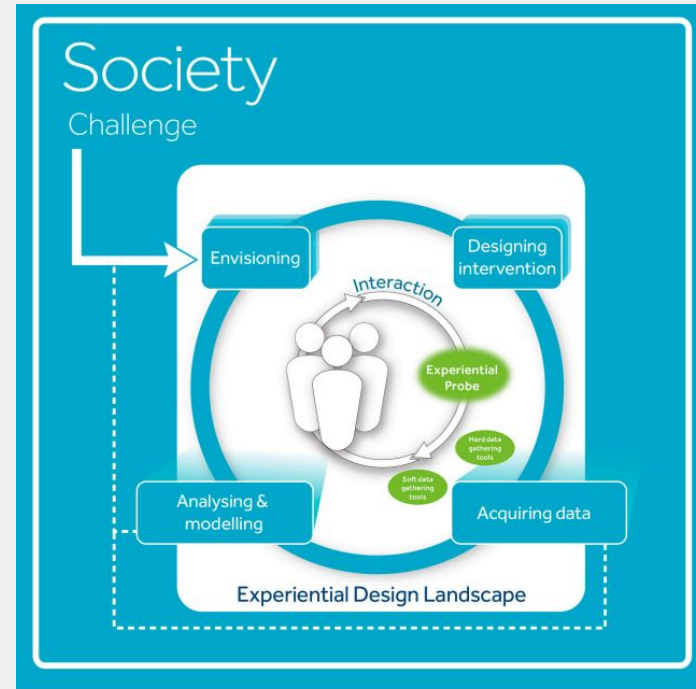 Society
Challenge
Envisioning
Designing
intervention
Interaction
Experiential
Probe
Hard data
gathering
tools
Soft data
gathering
tools
Analysing &
modelling
Acquiring data
Experiential Design Landscape